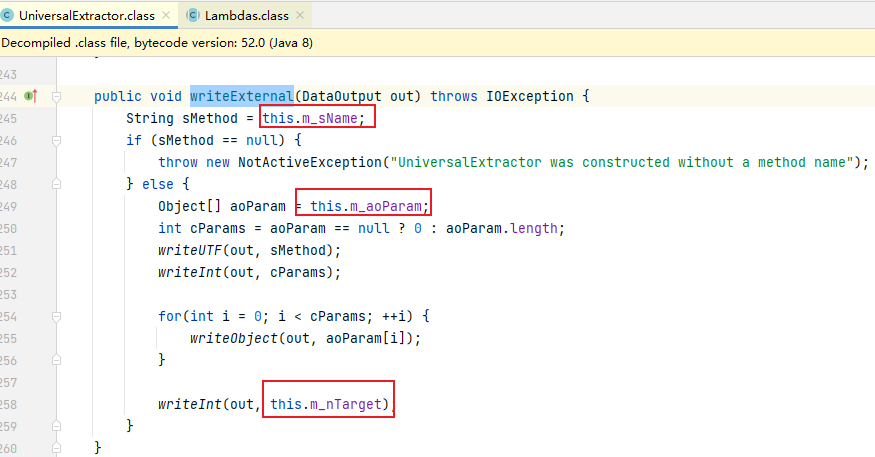 UniversalExtractor.class × Lambdas.class ×
Decompiled .class file, bytecode version: 52.0 (Java 8)
243 }
244 public void writeExternal(DataOutput out) throws IOException {
245 String sMethod = this.m_sName;
246 if (sMethod == null) {
247 throw new NotActiveException("UniversalExtractor was constructed without a method name");
248 } else {
249 Object[] aoParam = this.m_aoParam;
250 int cParams = aoParam == null ? 0 : aoParam.length;
251 writeUTF(out, sMethod);
252 writeInt(out, cParams);
253
254 for(int i = 0; i < cParams; ++i) {
255 writeObject(out, aoParam[i]);
256 }
257
258 writeInt(out, this.m_nTarget)
259 }
260 }